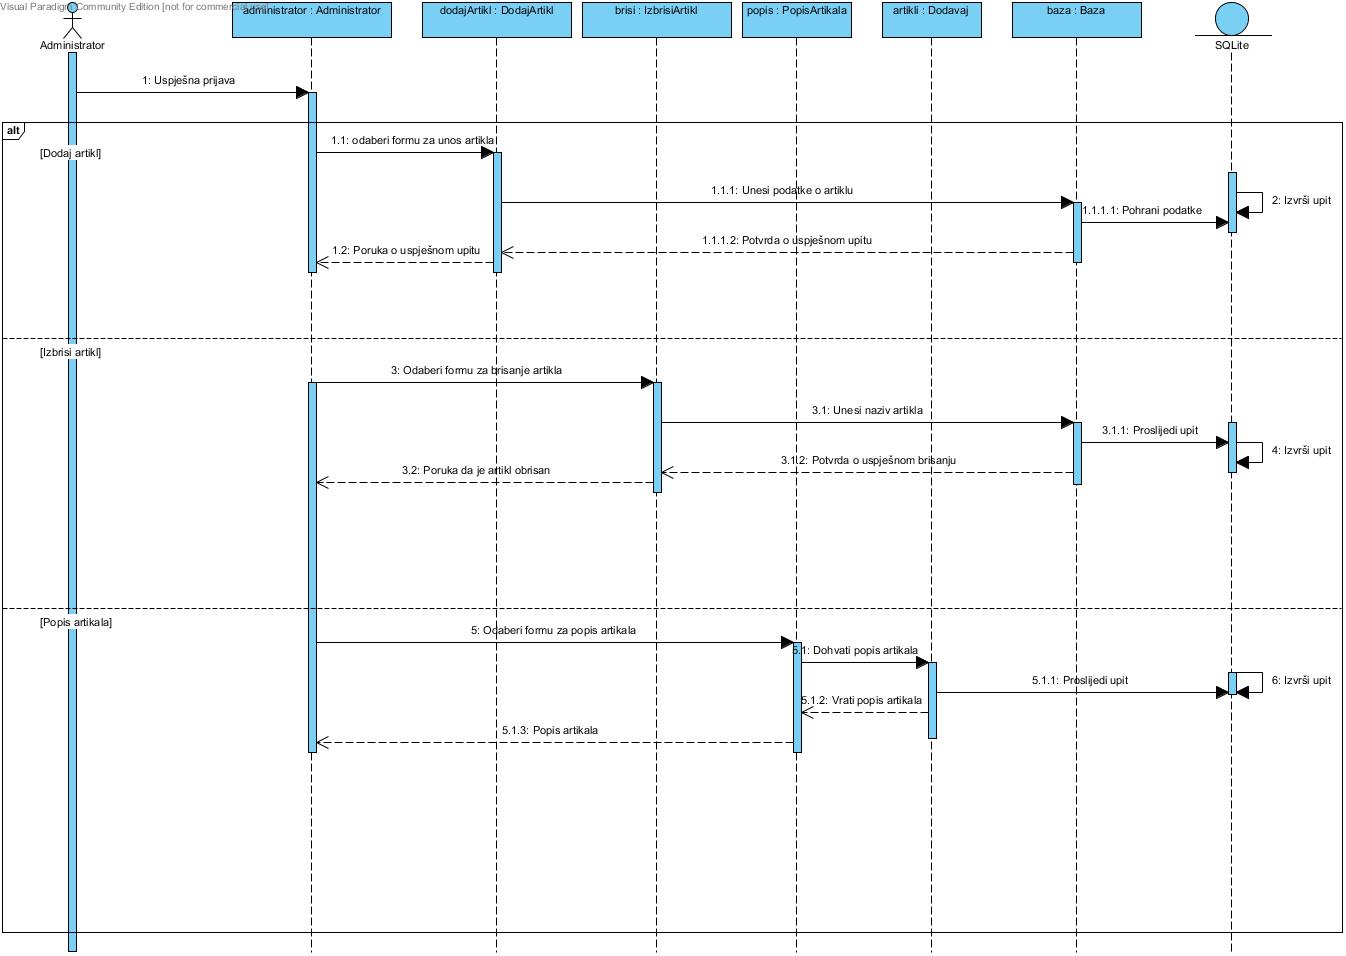 Visual Paradigm Community Edition [not for commercial use]
administrator : Administrator
dodajArtikl : DodajArtikl
brisi : IzbrisiArtikl
popis : PopisArtikala
artikli : Dodavaj
baza : Baza
Administrator
SQLite
1: Uspješna prijava
alt
[Dodaj artikl]
1.1: odaberi formu za unos artikla
1.1.1: Unesi podatke o artiklu
2: Izvrši upit
1.1.1.1: Pohrani podatke
1.1.1.2: Potvrda o uspješnom upitu
1.2: Poruka o uspješnom upitu
[Izbrisi artikl]
3: Odaberi formu za brisanje artikla
3.1: Unesi naziv artikla
3.1.1: Proslijedi upit
4: Izvrši upit
3.1.2: Potvrda o uspješnom brisanju
3.2: Poruka da je artikl obrisan
[Popis artikala]
5: Odaberi formu za popis artikala
5.1: Dohvati popis artikala
5.1.1: Proslijedi upit
6: Izvrši upit
5.1.2: Vrati popis artikala
5.1.3: Popis artikala